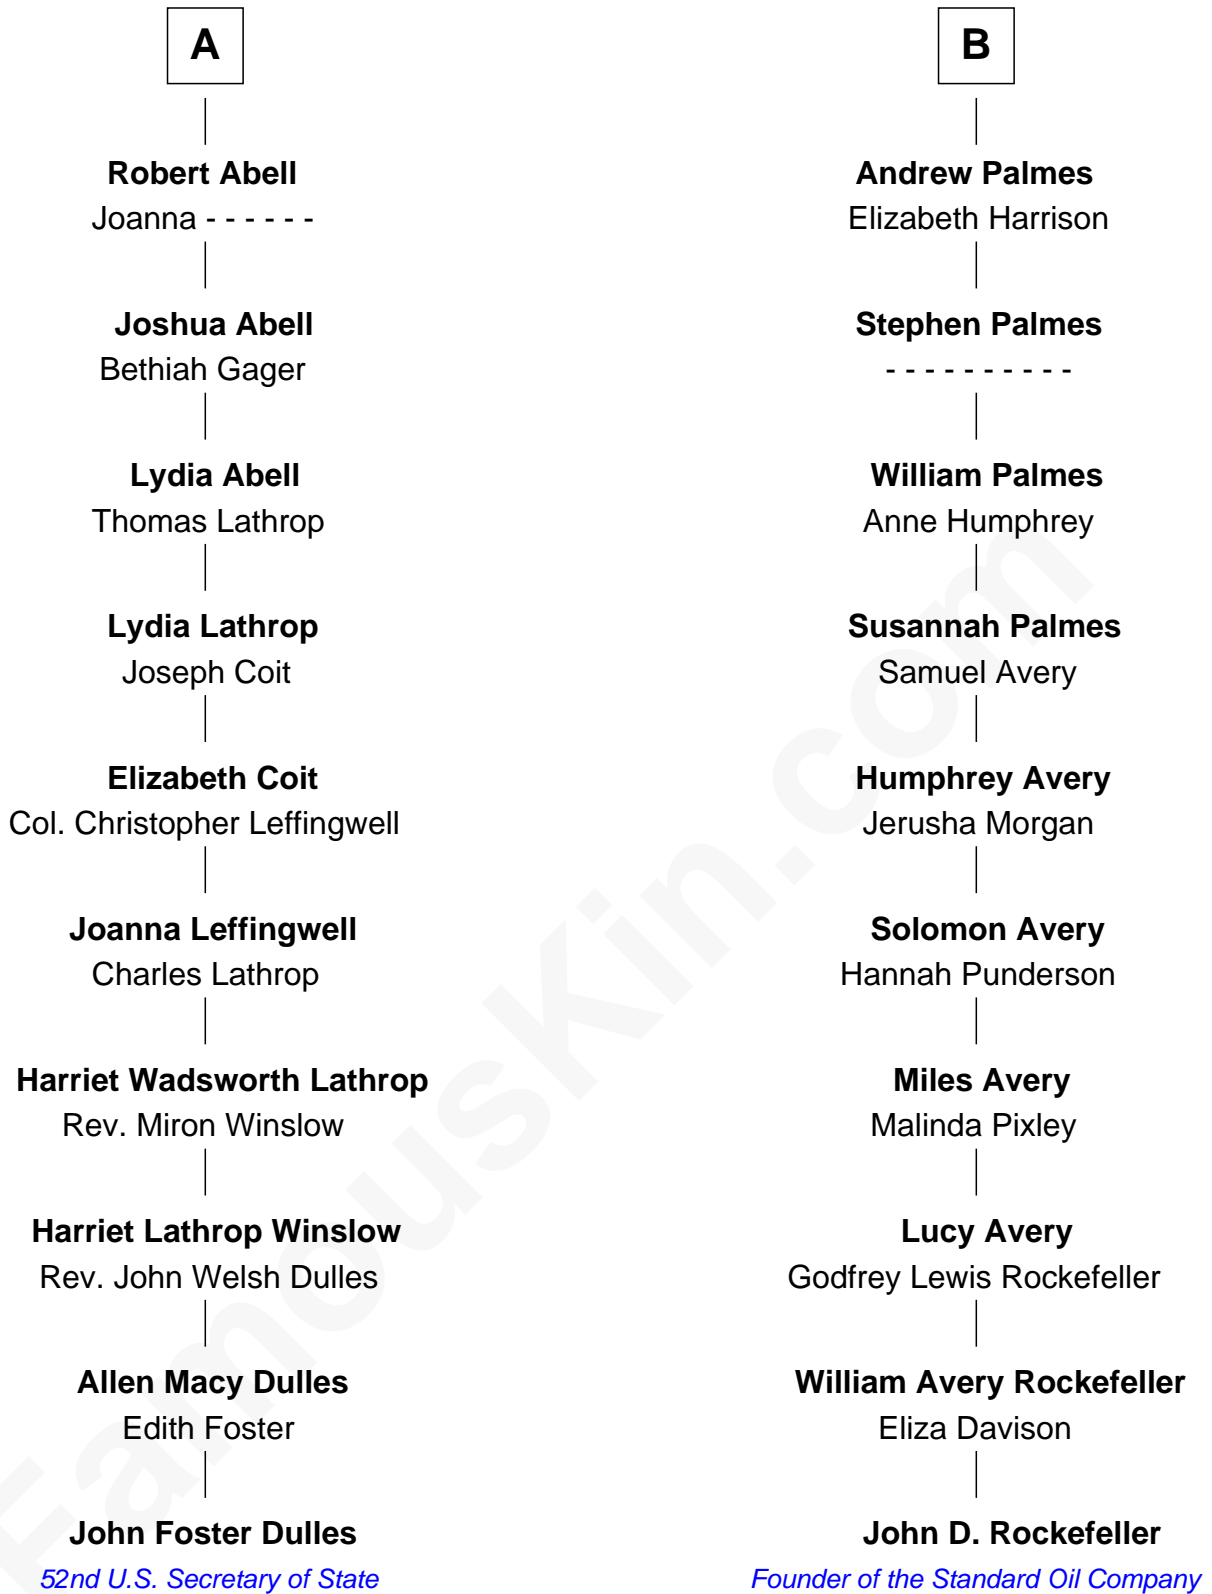 A
Robert Abell
Joanna - - - - - -
Joshua Abell
Bethiah Gager
Lydia Abell
Thomas Lathrop
Lydia Lathrop
Joseph Coit
Elizabeth Coit
Col. Christopher Leffingwell
Joanna Leffingwell
Charles Lathrop
Harriet Wadsworth Lathrop
Rev. Miron Winslow
Harriet Lathrop Winslow
Rev. John Welsh Dulles
Allen Macy Dulles
Edith Foster
John Foster Dulles
52nd U.S. Secretary of State
B
Andrew Palmes
Elizabeth Harrison
Stephen Palmes
- - - - - - - - - -
William Palmes
Anne Humphrey
Susannah Palmes
Samuel Avery
Humphrey Avery
Jerusha Morgan
Solomon Avery
Hannah Punderson
Miles Avery
Malinda Pixley
Lucy Avery
Godfrey Lewis Rockefeller
William Avery Rockefeller
Eliza Davison
John D. Rockefeller
Founder of the Standard Oil Company
FamousKin.com